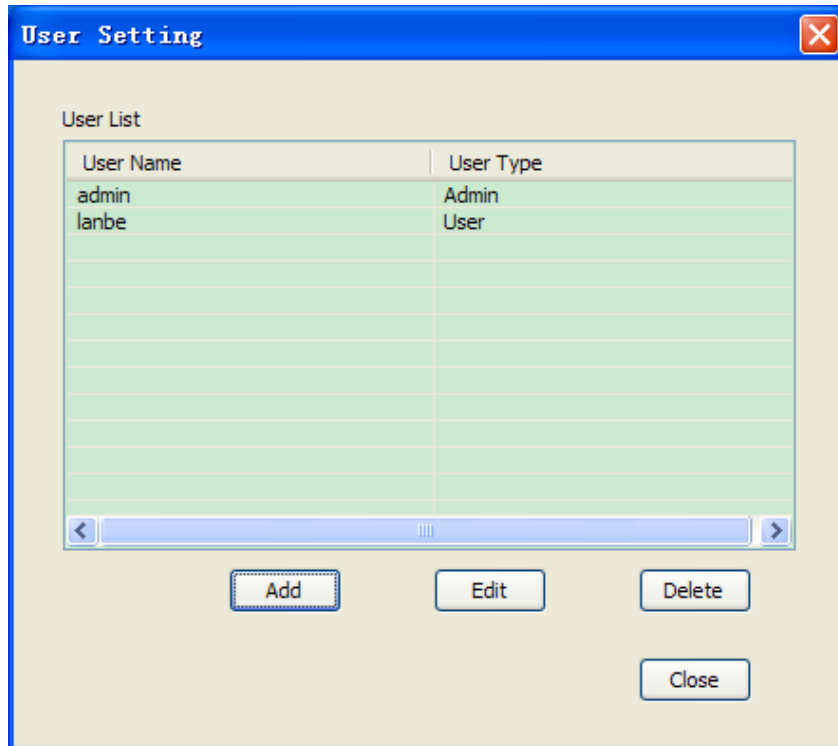 User Setting
User List
User Name User Type
admin Admin
lanbe User
Add Edit Delete
Close